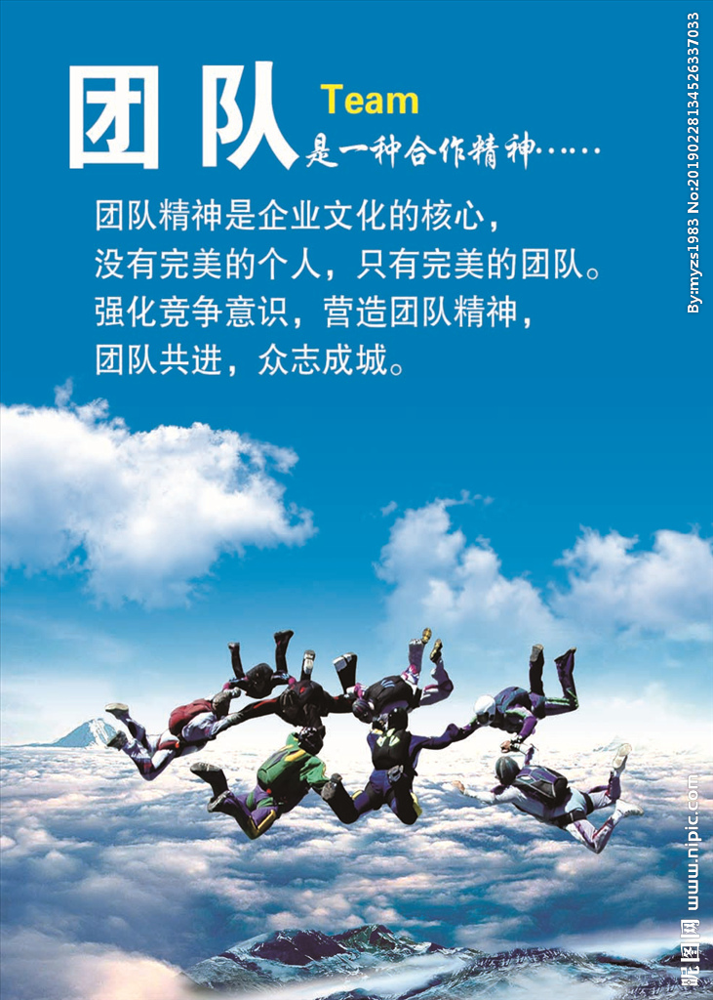 团队
Team
是一种合作精神……
团队精神是企业文化的核心，
没有完美的个人，只有完美的团队。
强化竞争意识，营造团队精神，
团队共进，众志成城。
By:myzs1983 No:20190228134526337033
昵图网 www.nipic.com